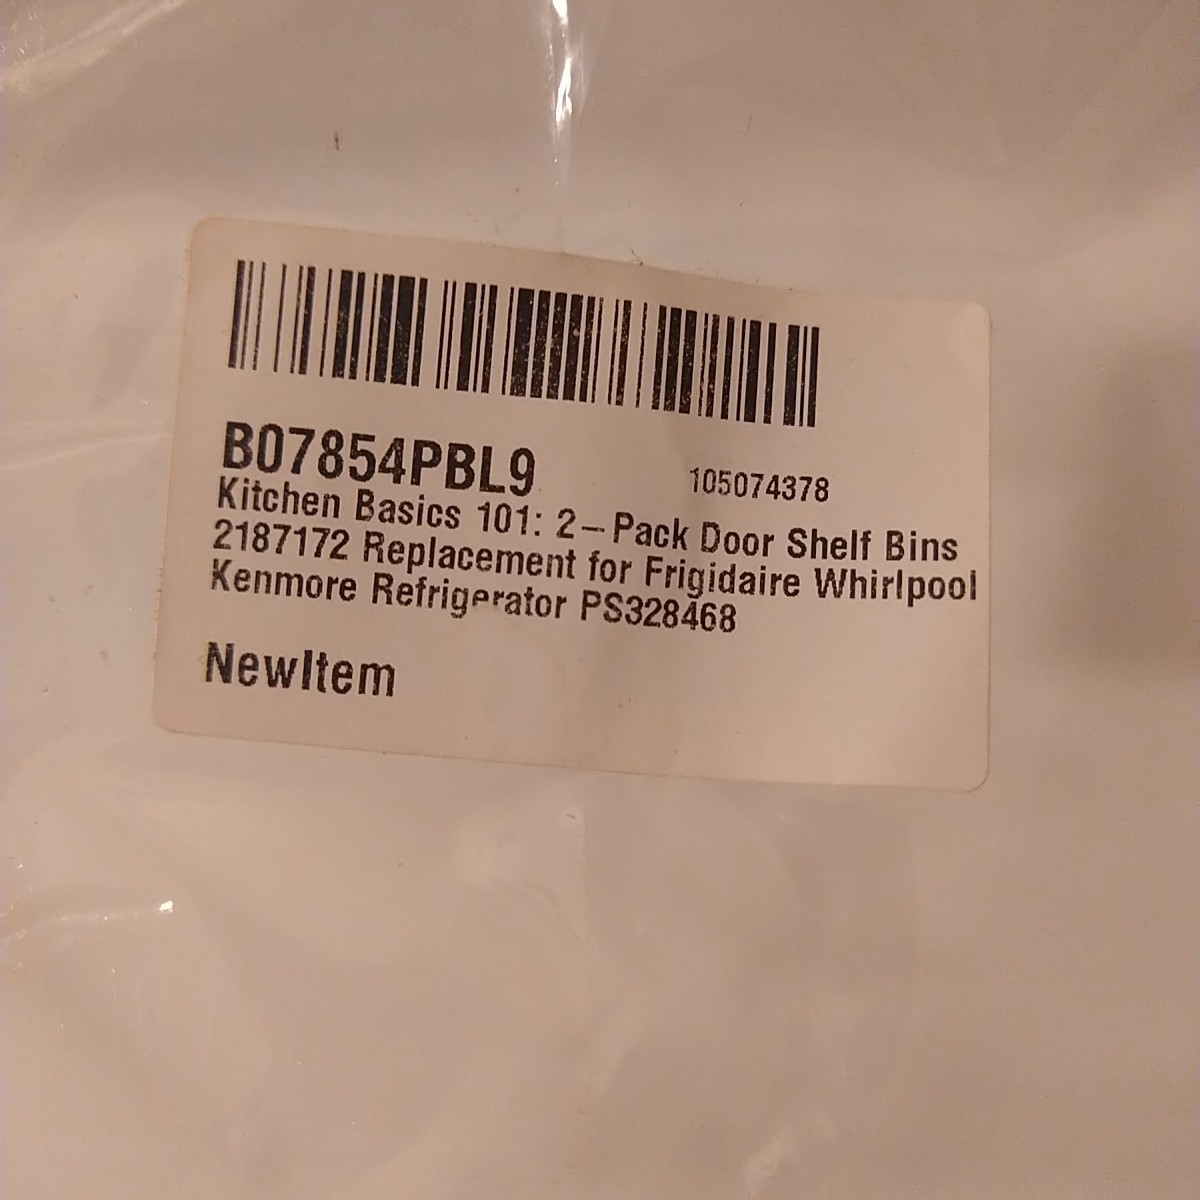 B07854PBL9
105074378
Kitchen Basics 101: 2-Pack Door Shelf Bins
2187172 Replacement for Frigidaire Whirlpool
Kenmore Refrigerator PS328468
NewItem